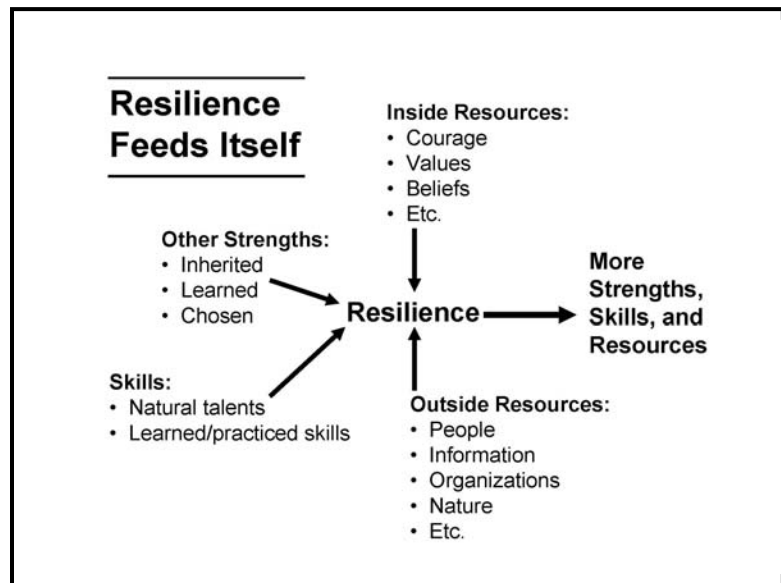 Resilience
Feeds Itself
Inside Resources:
• Courage
• Values
• Beliefs
• Etc.
Other Strengths:
• Inherited
• Learned
• Chosen
Resilience
More
Strengths,
Skills, and
Resources
Skills:
• Natural talents
• Learned/practiced skills
Outside Resources:
• People
• Information
• Organizations
• Nature
• Etc.